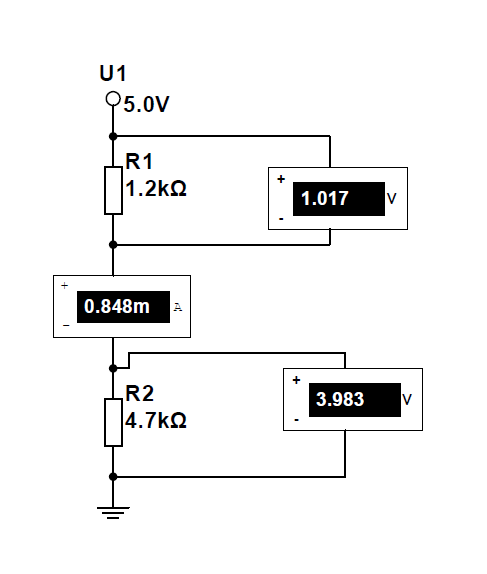 U1
5.0V
R1
1.2kΩ
+
1.017
V
-
+
0.848m
A
-
R2
4.7kΩ
+
3.983
V
-